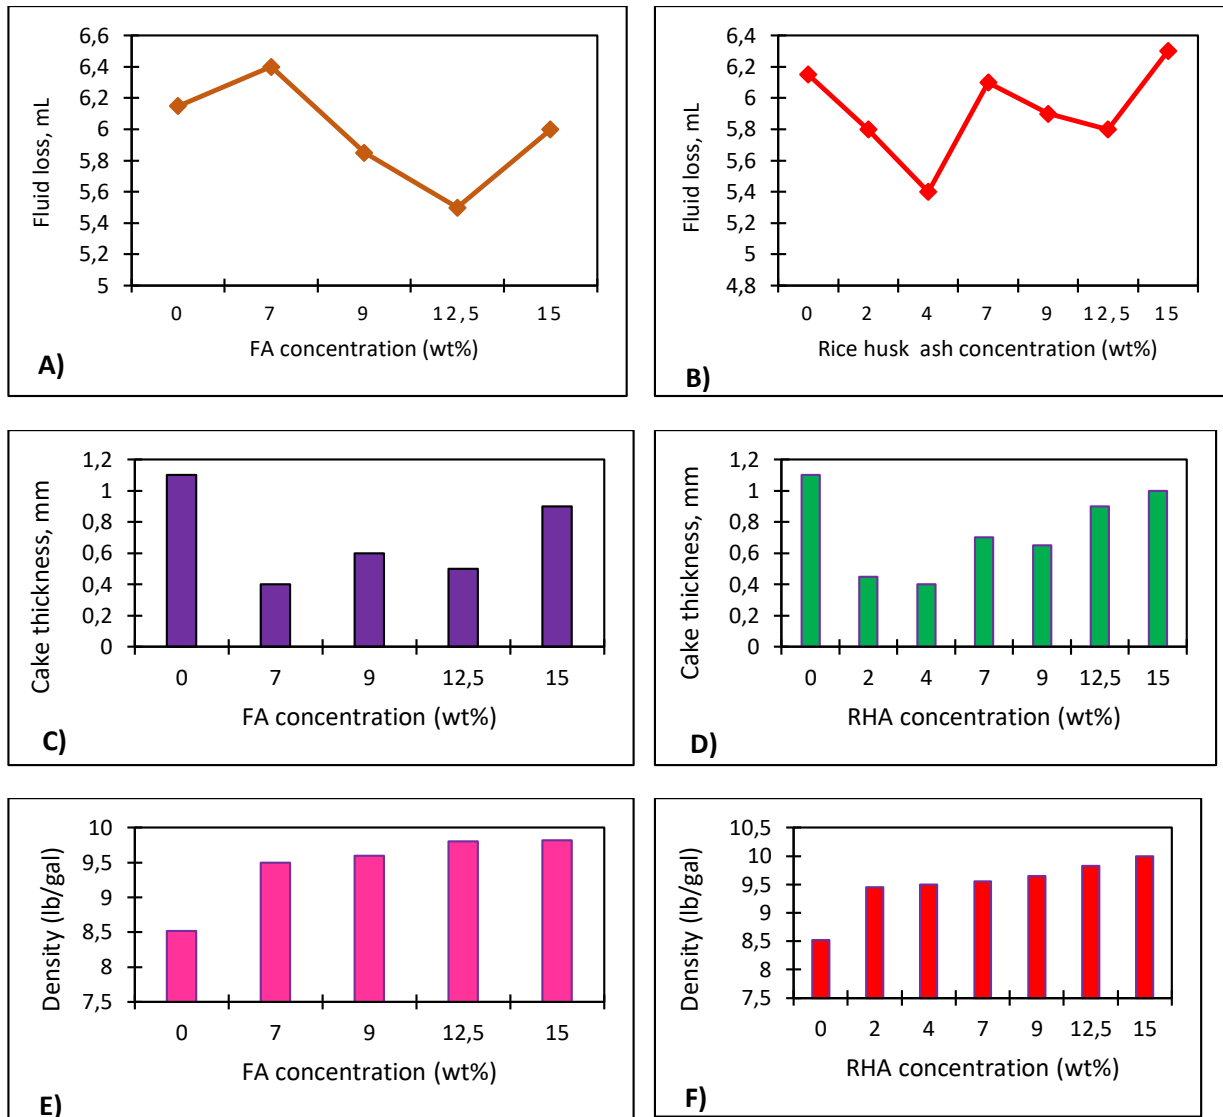 Fluid loss, mL
6,6
6,4
6,2
6
5,8
5,6
5,4
5,2
5
0 7 9 12,5 15
FA concentration (wt%)
A)
Fluid loss, mL
6,4
6,2
6
5,8
5,6
5,4
5,2
5
4,8
0 2 4 7 9 12,5 15
Rice husk ash concentration (wt%)
B)
Cake thickness, mm
1,2
1
0,8
0,6
0,4
0,2
0
0 7 9 12,5 15
FA concentration (wt%)
C)
Cake thickness, mm
1,2
1
0,8
0,6
0,4
0,2
0
0 2 4 7 9 12,5 15
RHA concentration (wt%)
D)
Density (lb/gal)
10
9,5
9
8,5
8
7,5
0 7 9 12,5 15
FA concentration (wt%)
E)
Density (lb/gal)
10,5
10
9,5
9
8,5
8
7,5
0 2 4 7 9 12,5 15
RHA concentration (wt%)
F)